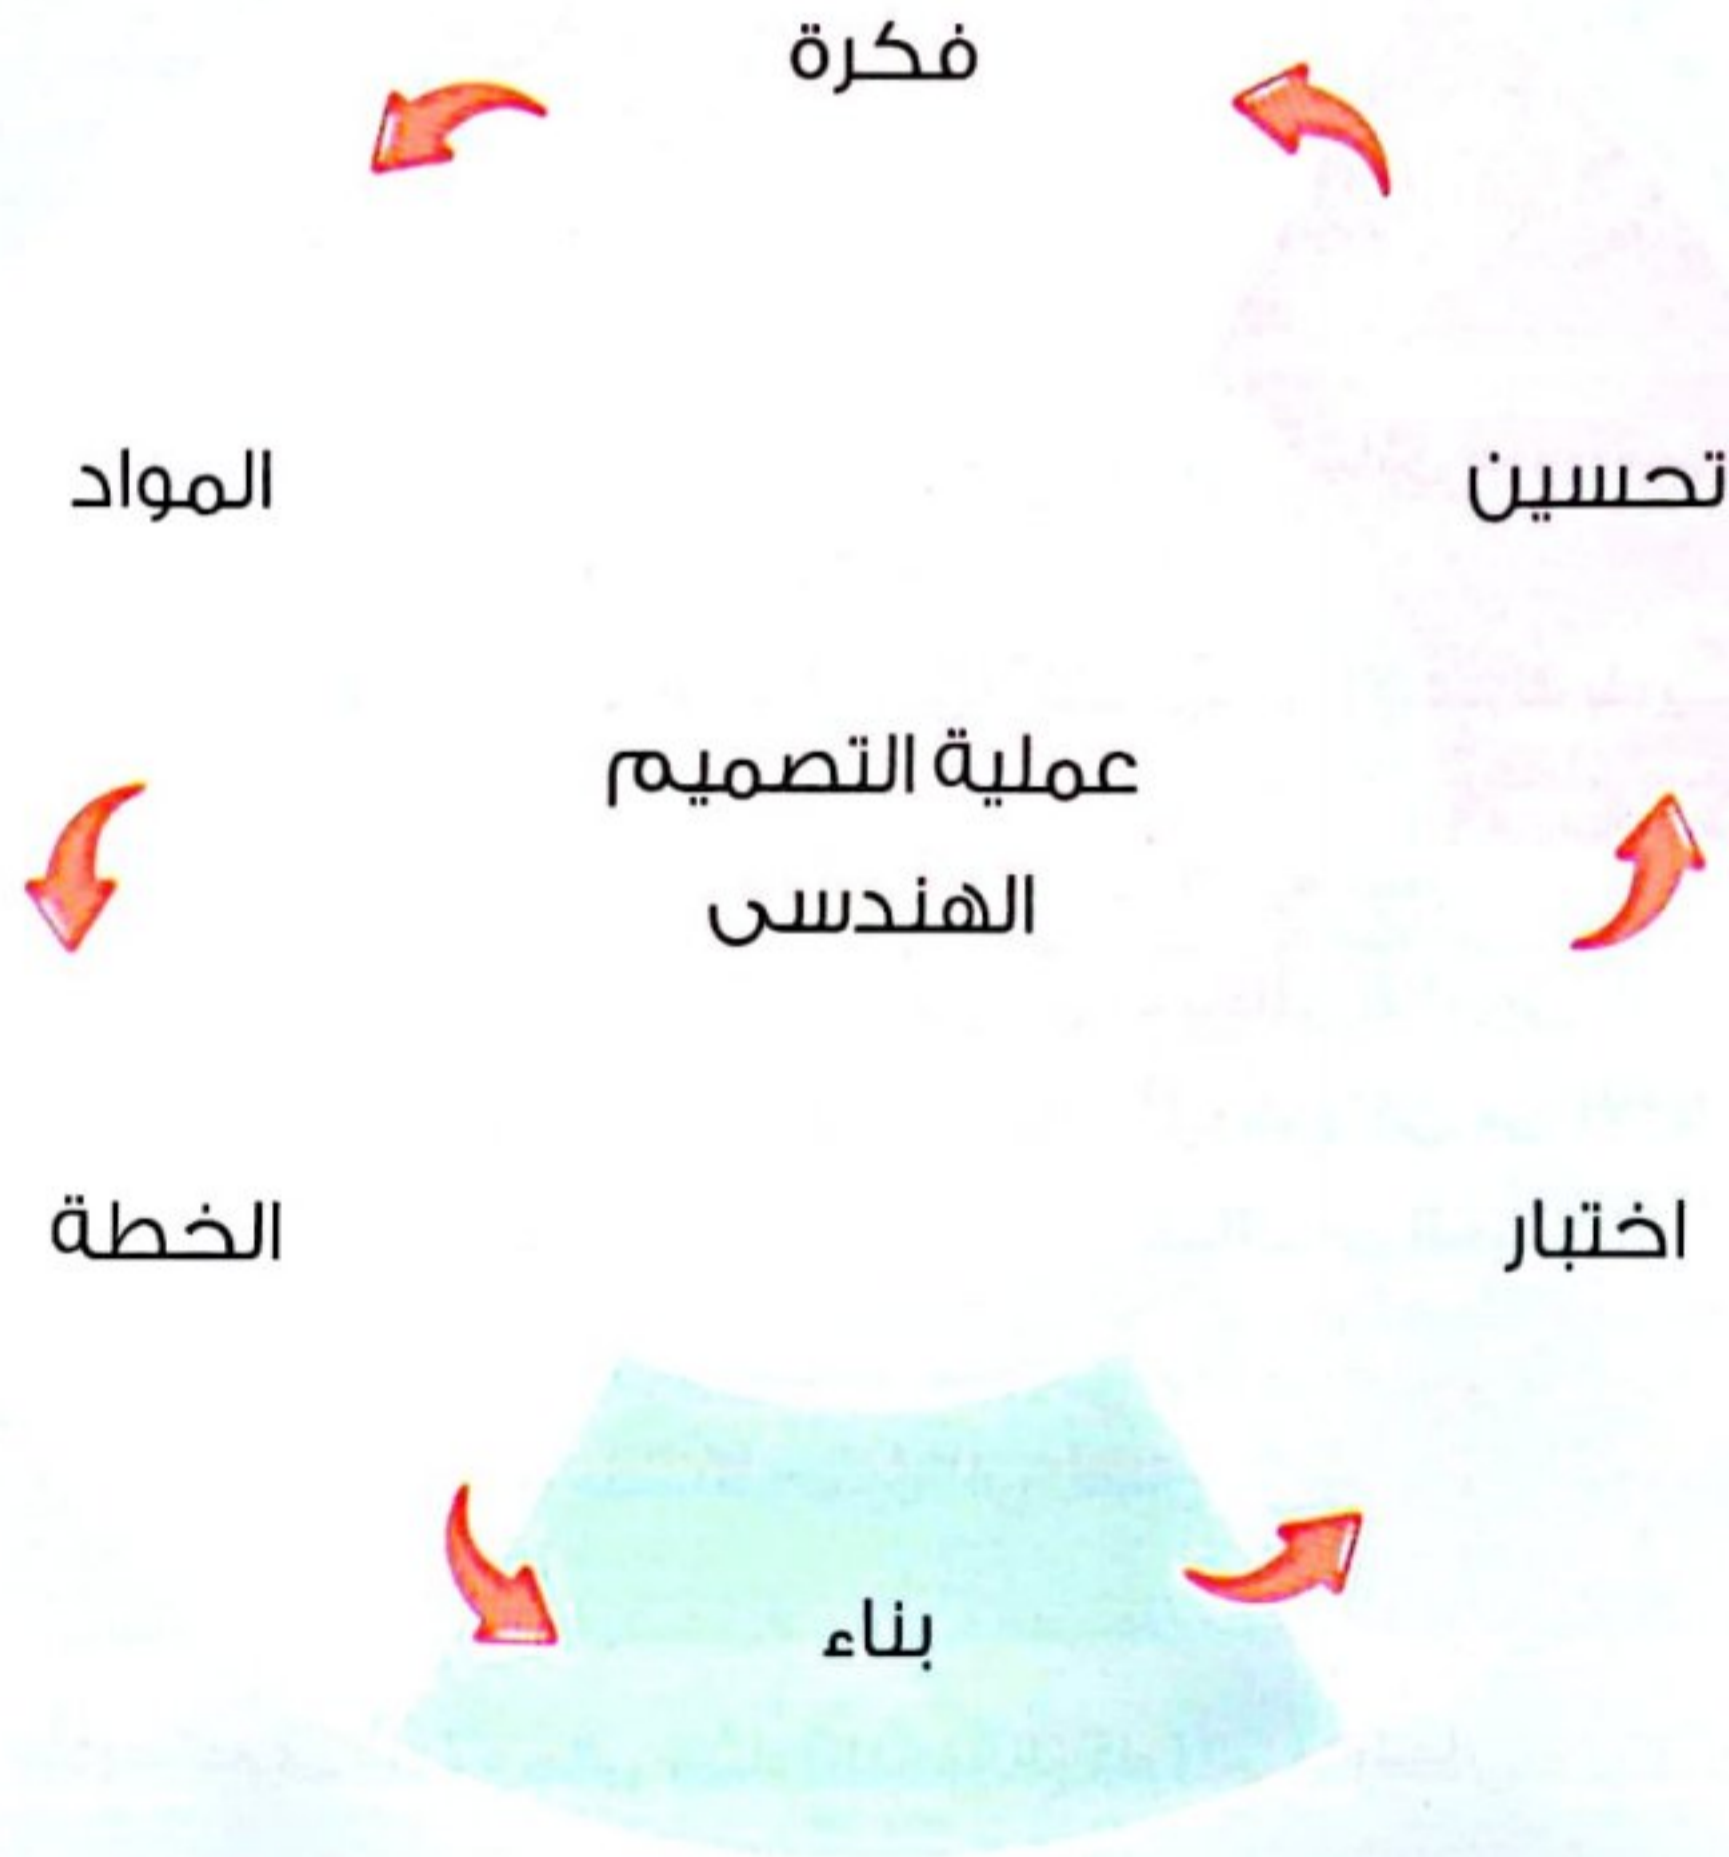 فكرة
المواد
تحسين
عملية التصميم
الهندسى
الخطة
اختبار
بناء